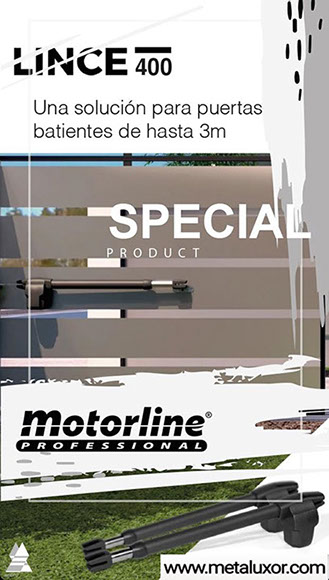 LINCE 400
Una solución para puertas
batientes de hasta 3m
SPECIAL
PRODUCT
motorline®
PROFESSIONAL
www.metaluxor.com